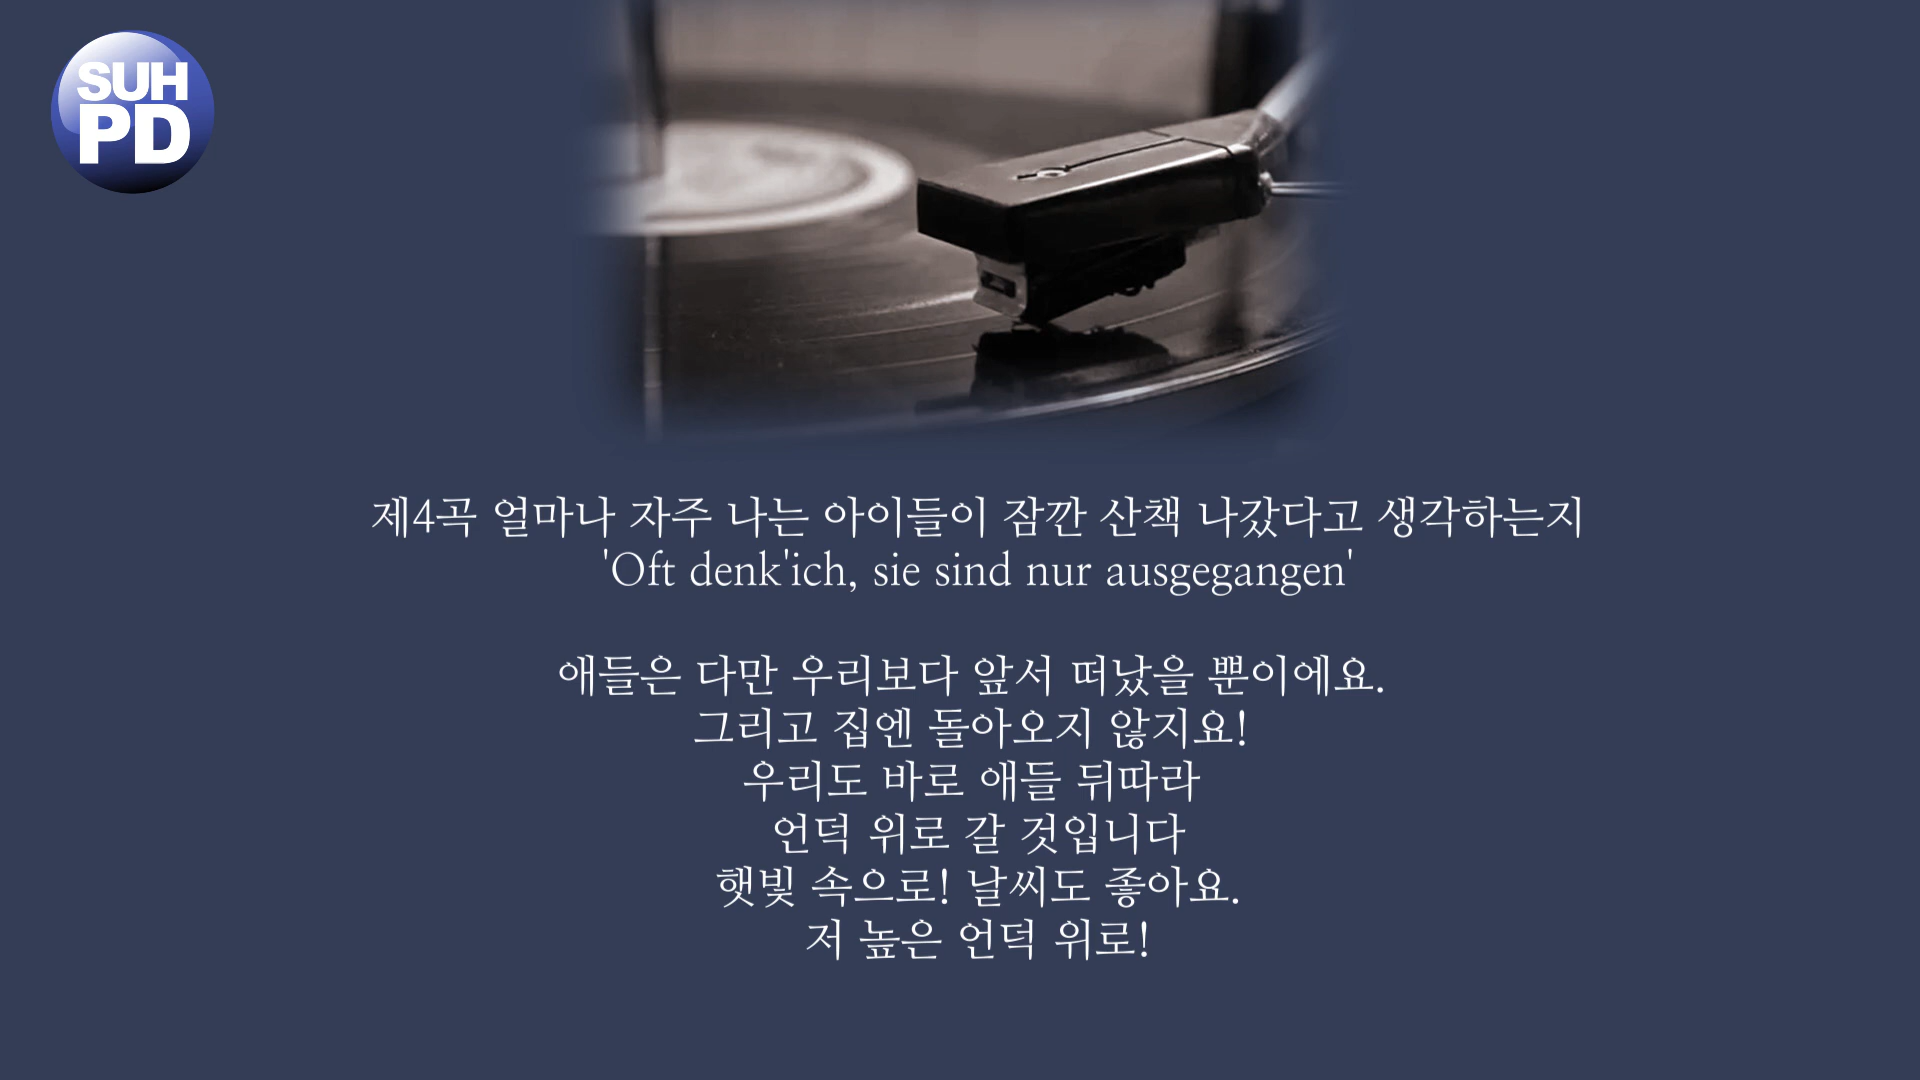 SUH
PD
제4곡 얼마나 자주 나는 아이들이 잠깐 산책 나갔다고 생각하는지
'Oft denk'ich, sie sind nur ausgegangen'
애들은 다만 우리보다 앞서 떠났을 뿐이에요.
그리고 집엔 돌아오지 않지요!
우리도 바로 애들 뒤따라
언덕 위로 갈 것입니다
햇빛 속으로! 날씨도 좋아요.
저 높은 언덕 위로!